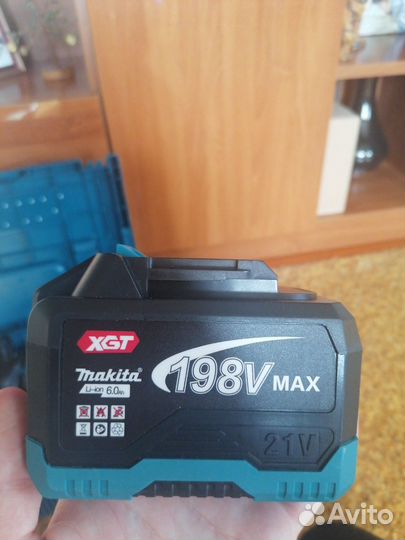 XGT
makita
Li-ion 6.0Ah
198V MAX
21V
Avito